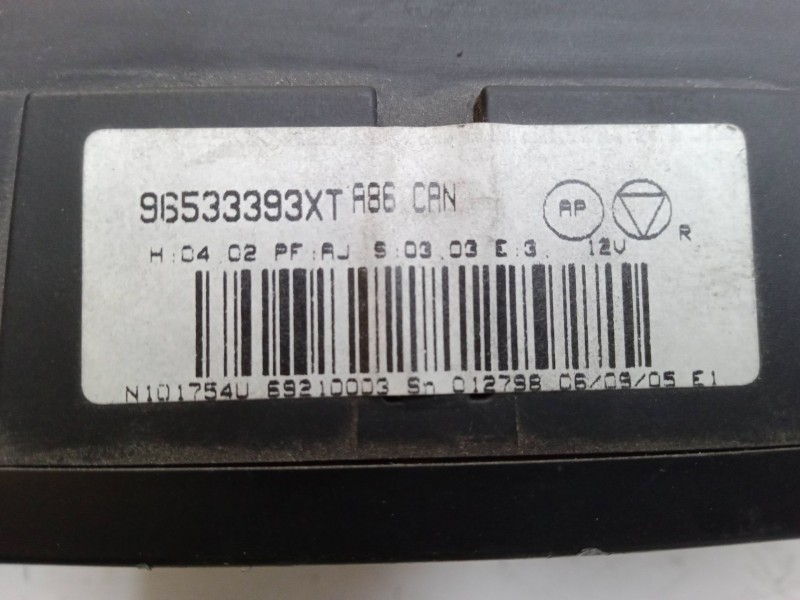 96533393XT A86 CAN AP
R
H:04.02 PF:AJ S:03.03 E:3. 12V
N101754U 69210003 Sn 012798 06/09/05 E1